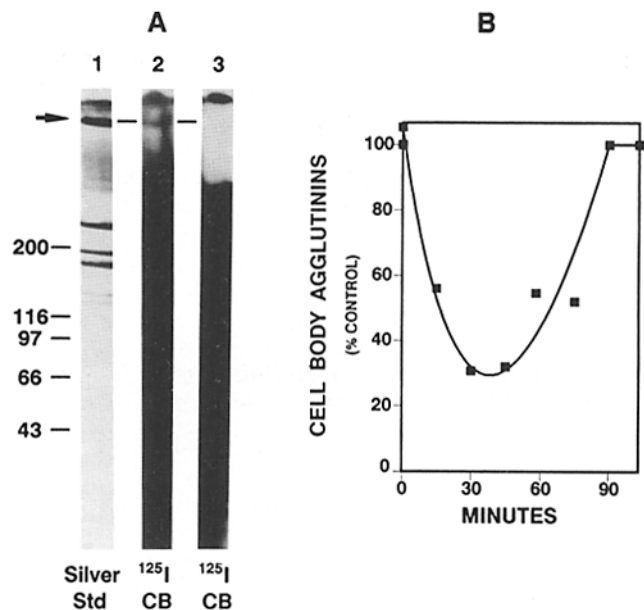 A
1 2 3
200
116
97
66
43
Silver Std
125I CB
125I CB
B
CELL BODY AGGLUTININS
(% CONTROL)
100
80
60
40
20
0
0 30 60 90
MINUTES